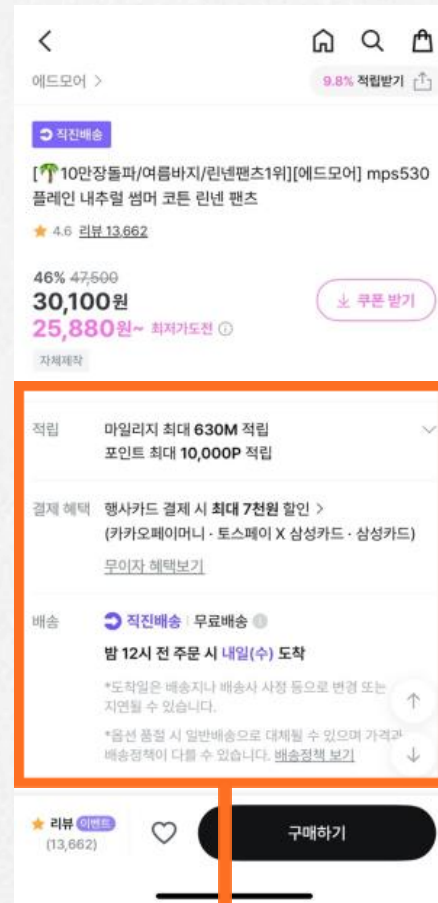 에드모어 >
9.8% 적립받기
직진배송
[🌴10만장돌파/여름바지/린넨팬츠1위][에드모어] mps530
플레인 내추럴 썸머 코튼 린넨 팬츠
4.6 리뷰 13,662
46% 47,500
30,100원
쿠폰 받기
25,880원~ 최저가도전
자체제작
적립
마일리지 최대 630M 적립
포인트 최대 10,000P 적립
결제 혜택
행사카드 결제 시 최대 7천원 할인 >
(카카오페이머니 · 토스페이 X 삼성카드 · 삼성카드)
무이자 혜택보기
배송
직진배송 무료배송
밤 12시 전 주문 시 내일(수) 도착
*도착일은 배송지나 배송사 사정 등으로 변경 또는
지연될 수 있습니다.
*옵션 품절 시 일반배송으로 대체될 수 있으며 가격과
배송정책이 다를 수 있습니다. 배송정책 보기
리뷰 이벤트
(13,662)
구매하기